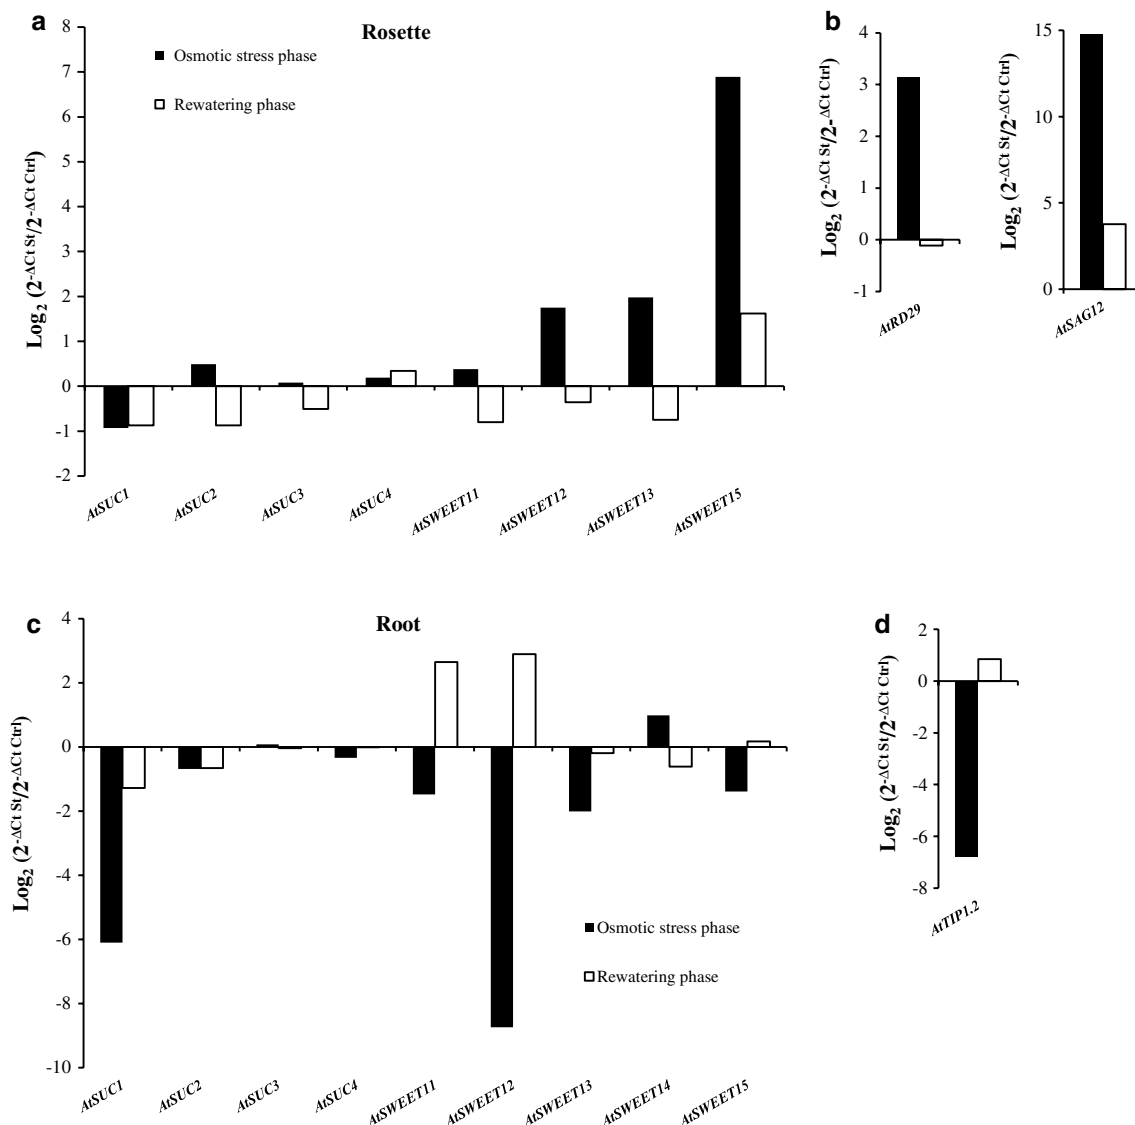 a
Rosette
Osmotic stress phase
Rewatering phase
Log2 (2-ΔCt St/2-ΔCt Ctrl)
8
7
6
5
4
3
2
1
0
-1
-2
AtSUC1
AtSUC2
AtSUC3
AtSUC4
AtSWEET11
AtSWEET12
AtSWEET13
AtSWEET15
b
Log2 (2-ΔCt St/2-ΔCt Ctrl)
4
3
2
1
0
-1
AtRD29
Log2 (2-ΔCt St/2-ΔCt Ctrl)
15
10
5
0
AtSAG12
c
Root
Log2 (2-ΔCt St/2-ΔCt Ctrl)
4
2
0
-2
-4
-6
-8
-10
Osmotic stress phase
Rewatering phase
AtSUC1
AtSUC2
AtSUC3
AtSUC4
AtSWEET11
AtSWEET12
AtSWEET13
AtSWEET14
AtSWEET15
d
Log2 (2-ΔCt St/2-ΔCt Ctrl)
2
0
-2
-4
-6
-8
AtTIP1.2